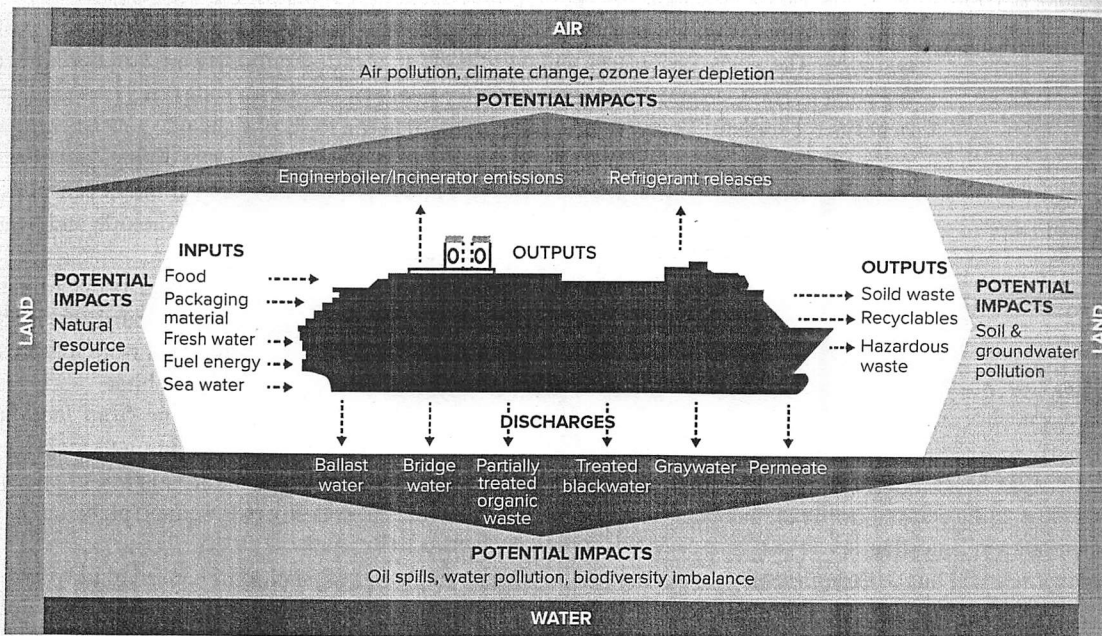 AIR
Air pollution, climate change, ozone layer depletion
POTENTIAL IMPACTS
Enginerboiler/Incinerator emissions
Refrigerant releases
LAND
POTENTIAL
IMPACTS
Natural
resource
depletion
INPUTS
Food
Packaging
material
Fresh water
Fuel energy
Sea water
OUTPUTS
OUTPUTS
Soild waste
Recyclables
Hazardous
waste
POTENTIAL
IMPACTS
Soil &
groundwater
pollution
LAND
DISCHARGES
Ballast
water
Bridge
water
Partially
treated
organic
waste
Treated
blackwater
Graywater
Permeate
POTENTIAL IMPACTS
Oil spills, water pollution, biodiversity imbalance
WATER